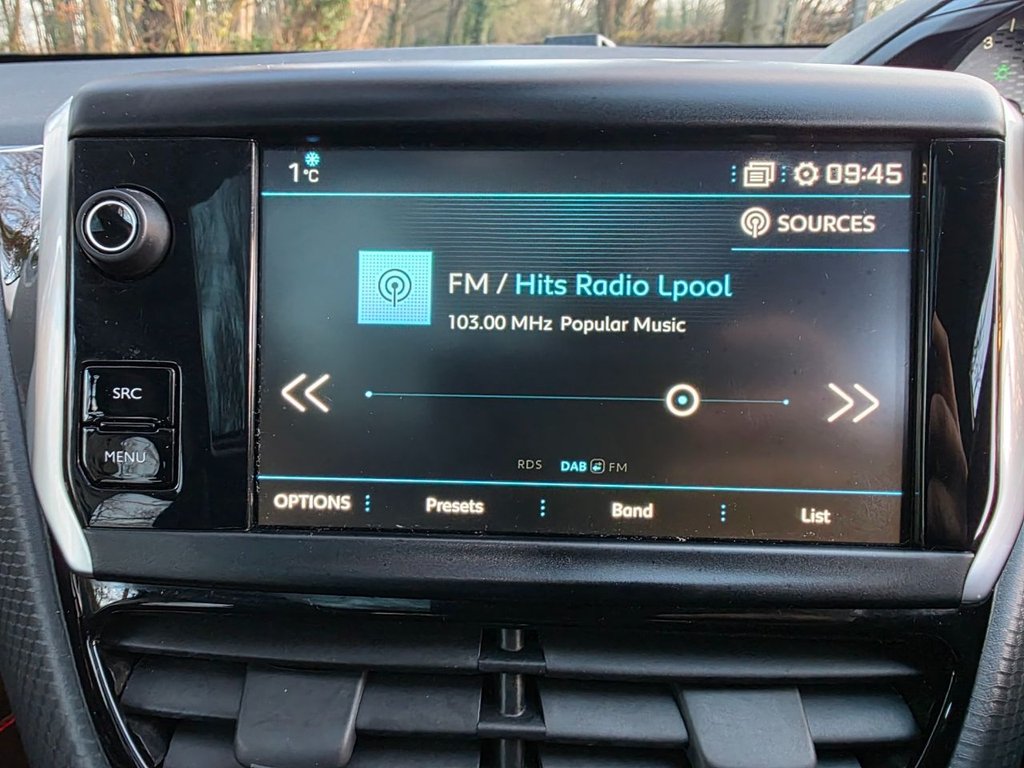 3
1°C
09:45
SOURCES
FM / Hits Radio Lpool
103.00 MHz Popular Music
SRC
MENU
RDS DAB FM
OPTIONS Presets Band List